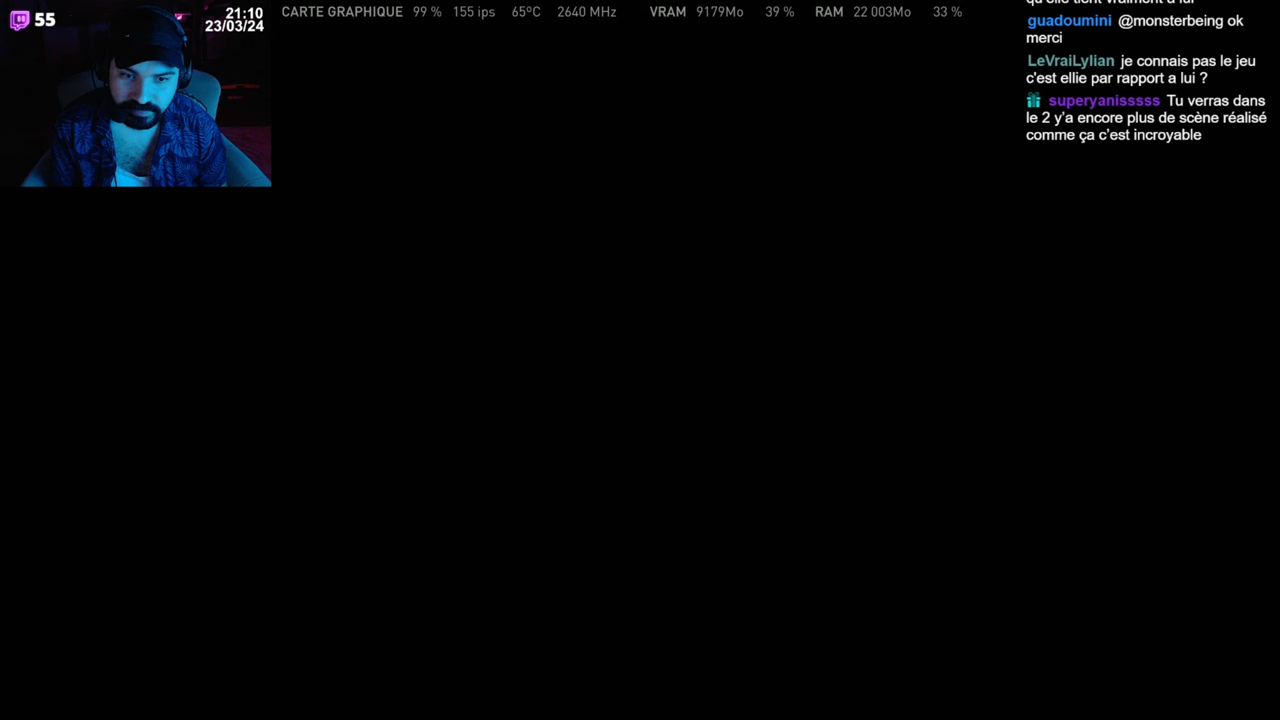 55
21:10
23/03/24
CARTE GRAPHIQUE 99 % 155 ips 65°C 2640 MHz VRAM 9179Mo 39 % RAM 22 003Mo 33 %
guadoumini @monsterbeing ok
merci
LeVraiLylian je connais pas le jeu
c'est ellie par rapport a lui ?
superyanisssss Tu verras dans
le 2 y'a encore plus de scène réalisé
comme ça c'est incroyable